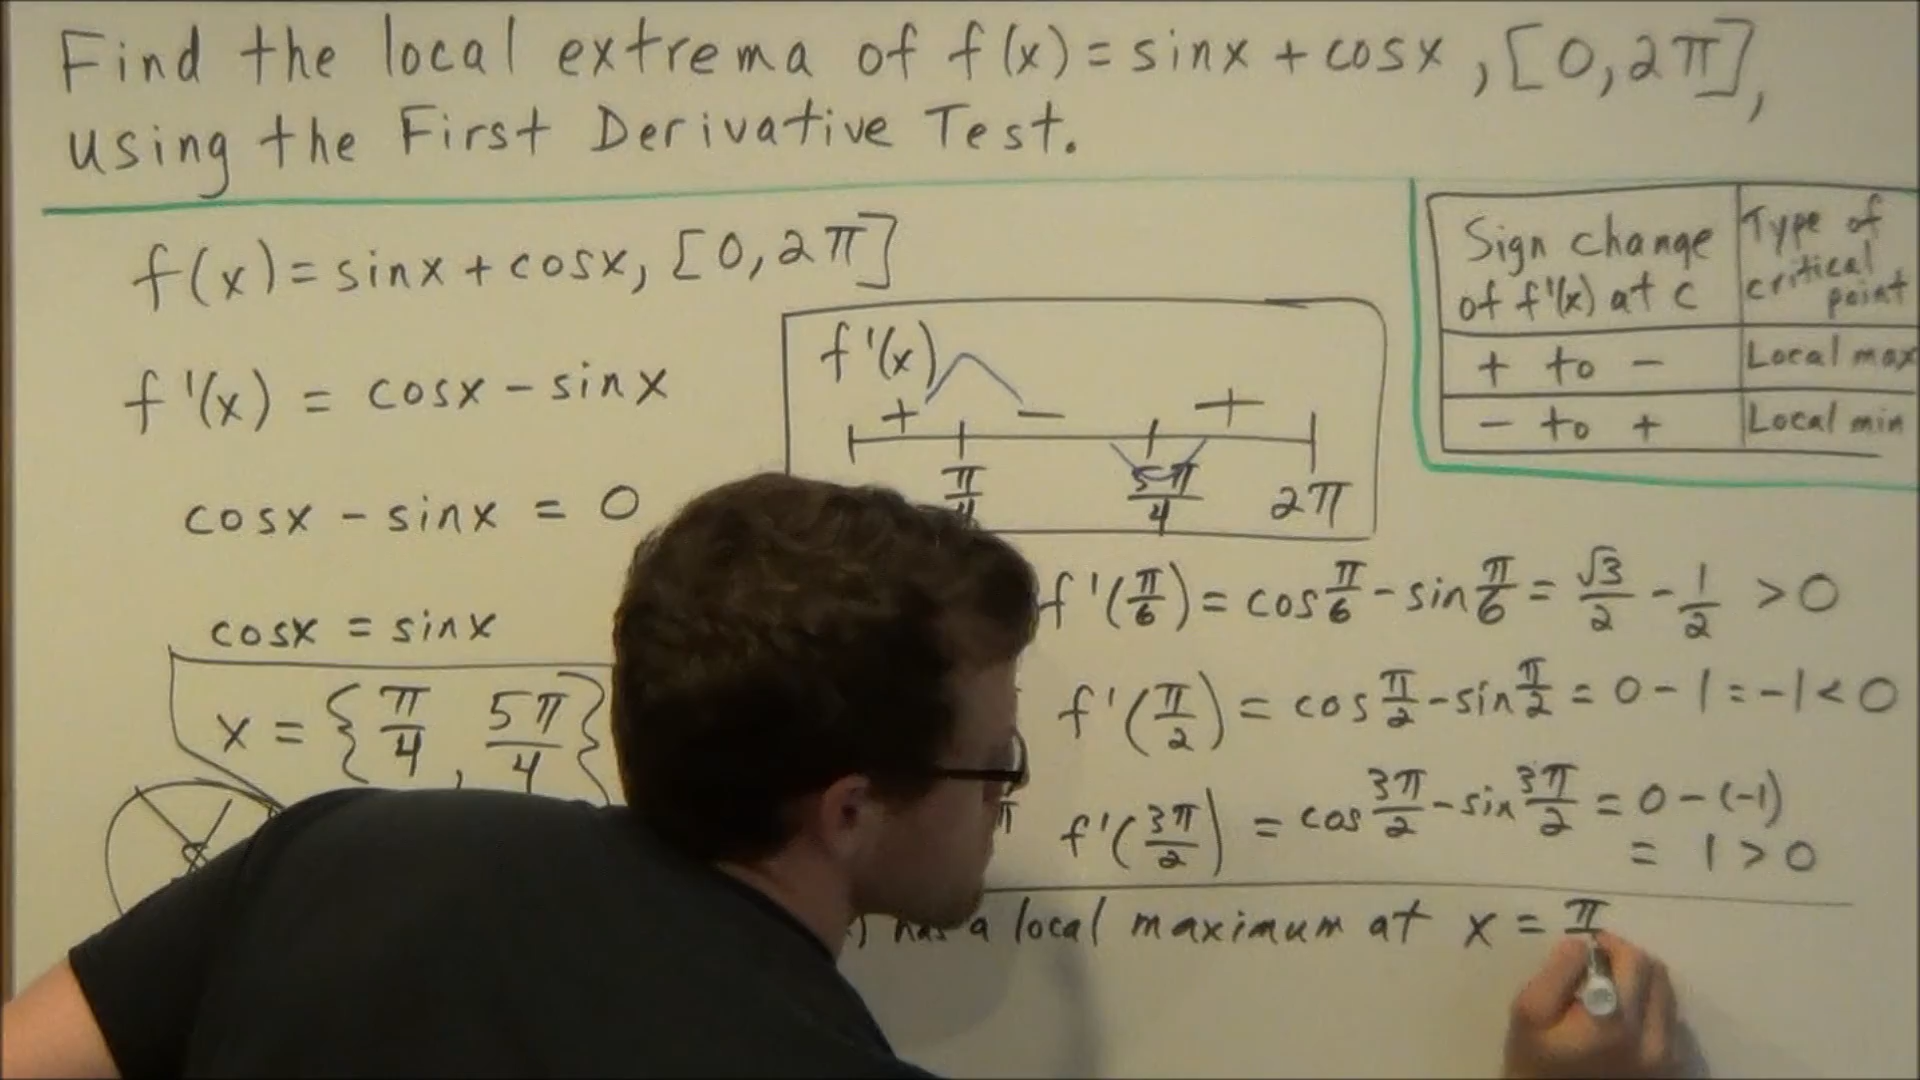 Find the local extrema of f(x) = sinx + cosx, [0, 2π],
using the First Derivative Test.
f(x) = sinx + cosx, [0, 2π]
f'(x) = cosx - sinx
cosx - sinx = 0
cosx = sinx
x = {π/4, 5π/4}
f'(x)
+ - +
π/4 5π/4 2π
Sign change of f'(x) at c | Type of critical point
+ to - | Local max
- to + | Local min
f'(π/6) = cos π/6 - sin π/6 = √3/2 - 1/2 > 0
f'(π/2) = cos π/2 - sin π/2 = 0 - 1 = -1 < 0
f'(3π/2) = cos 3π/2 - sin 3π/2 = 0 - (-1)
= 1 > 0
) has a local maximum at x = π